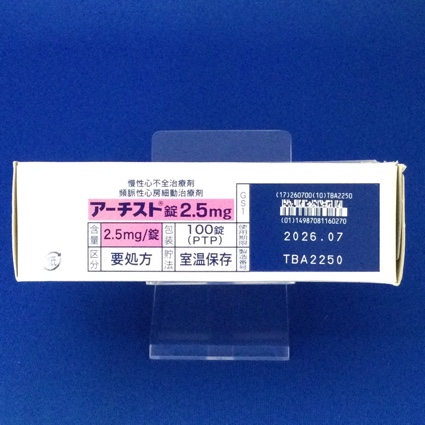 慢性心不全治療剤
頻脈性心房細動治療剤
アーチスト®錠2.5mg
含量 2.5mg/錠 包装 100錠(PTP)
区分 要処方 貯法 室温保存
GS1
(17)260700(10)TBA2250
(01)14987081160270
使用期限 2026.07
製造番号 TBA2250